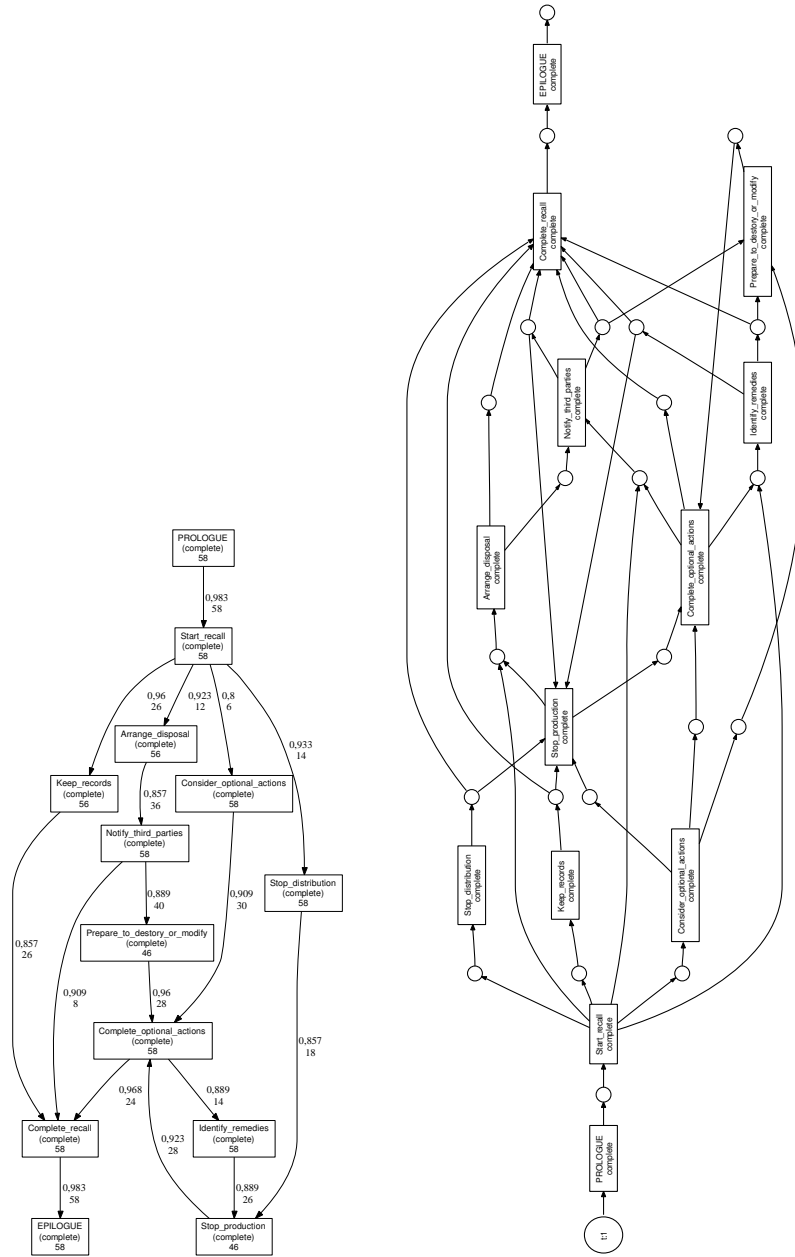 PROLOGUE
(complete)
58
0,983
58
Start_recall
(complete)
58
0,96
26
0,923
12
0,8
6
0,933
14
Arrange_disposal
(complete)
56
Keep_records
(complete)
56
Consider_optional_actions
(complete)
58
0,857
36
Notify_third_parties
(complete)
58
Stop_distribution
(complete)
58
0,889
40
0,909
30
Prepare_to_destory_or_modify
(complete)
46
0,857
26
0,909
8
0,96
28
Complete_optional_actions
(complete)
58
0,857
18
0,968
24
0,889
14
Complete_recall
(complete)
58
Identify_remedies
(complete)
58
0,923
28
0,983
58
0,889
26
EPILOGUE
(complete)
58
Stop_production
(complete)
46
EPILOGUE
complete
Complete_recall
complete
Prepare_to_destory_or_modify
complete
Notify_third_parties
complete
Identify_remedies
complete
Arrange_disposal
complete
Complete_optional_actions
complete
Stop_production
complete
Stop_distribution
complete
Keep_records
complete
Consider_optional_actions
complete
Start_recall
complete
PROLOGUE
complete
t:1